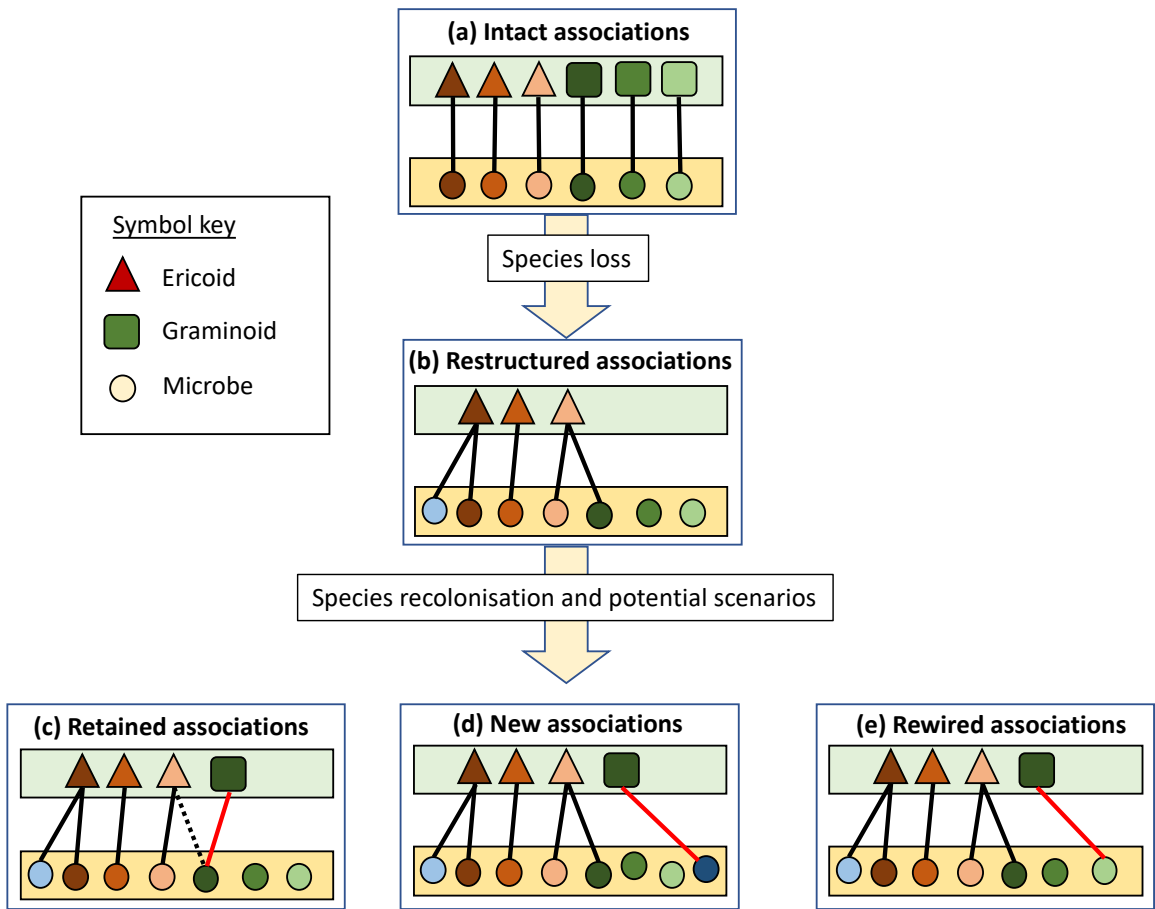 (a) Intact associations
Symbol key
Ericoid
Graminoid
Microbe
Species loss
(b) Restructured associations
Species recolonisation and potential scenarios
(c) Retained associations
(d) New associations
(e) Rewired associations